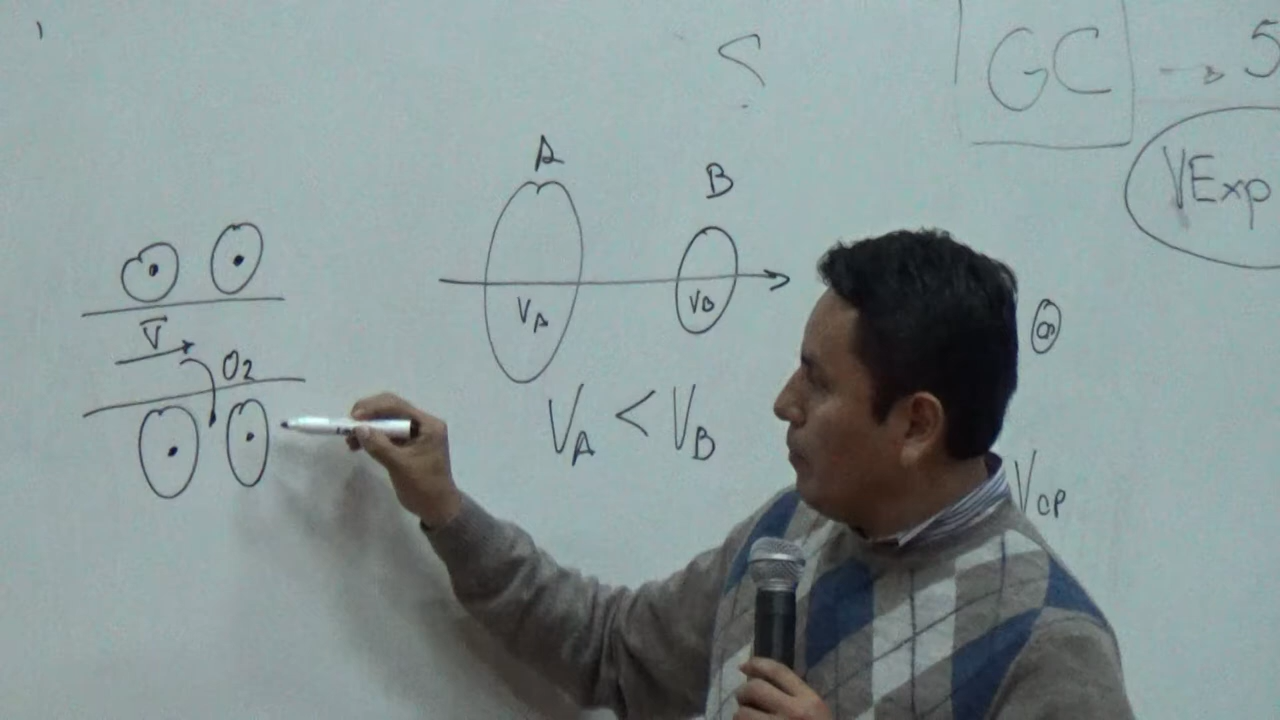 GC → 5
VExp
A
B
V̅
O2
VA
VB
VA < VB
VCP
<